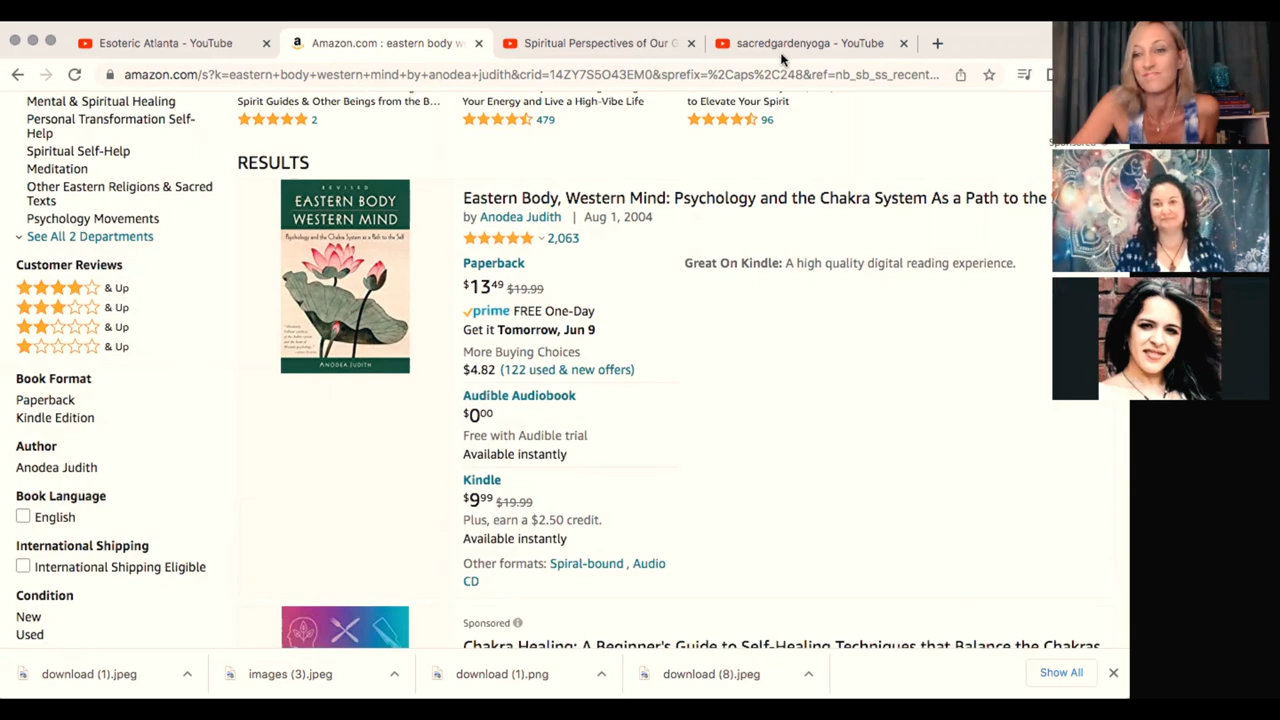 Esoteric Atlanta - YouTube
Amazon.com : eastern body w
Spiritual Perspectives of Our G
sacredgardenyoga - YouTube
amazon.com/s?k=eastern+body+western+mind+by+anodea+judith&crid=14ZY7S5O43EM0&sprefix=%2Caps%2C248&ref=nb_sb_ss_recent...
Mental & Spiritual Healing
Personal Transformation Self-
Help
Spiritual Self-Help
Meditation
Other Eastern Religions & Sacred
Texts
Psychology Movements
See All 2 Departments
Customer Reviews
& Up
& Up
& Up
& Up
Book Format
Paperback
Kindle Edition
Author
Anodea Judith
Book Language
English
International Shipping
International Shipping Eligible
Condition
New
Used
Spirit Guides & Other Beings from the B...
2
Your Energy and Live a High-Vibe Life
479
to Elevate Your Spirit
96
Sponsored
RESULTS
REVISED
EASTERN BODY
WESTERN MIND
Psychology and the Chakra System as a Path to the Self
ANODEA JUDITH
Eastern Body, Western Mind: Psychology and the Chakra System As a Path to the
by Anodea Judith | Aug 1, 2004
2,063
Paperback
$13.49 $19.99
prime FREE One-Day
Get it Tomorrow, Jun 9
More Buying Choices
$4.82 (122 used & new offers)
Great On Kindle: A high quality digital reading experience.
Audible Audiobook
$0.00
Free with Audible trial
Available instantly
Kindle
$9.99 $19.99
Plus, earn a $2.50 credit.
Available instantly
Other formats: Spiral-bound , Audio
CD
Sponsored
Chakra Healing: A Beginner's Guide to Self-Healing Techniques that Balance the Chakras
download (1).jpeg
images (3).jpeg
download (1).png
download (8).jpeg
Show All